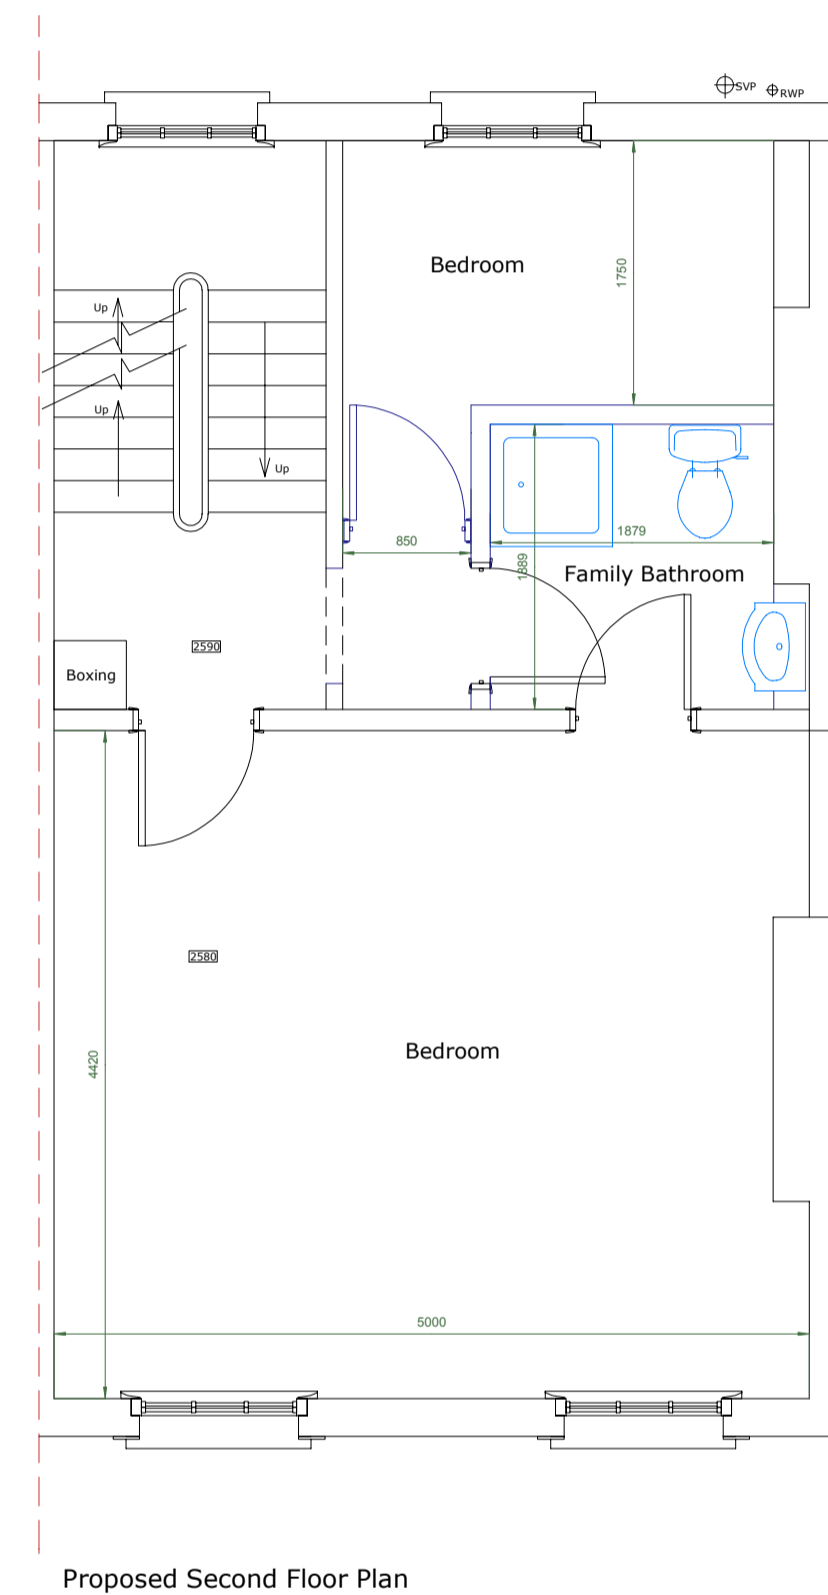 SVP
RWP
Bedroom
1750
Up
Up
Up
850
1879
1889
Family Bathroom
2590
Boxing
2580
Bedroom
4420
5000
Proposed Second Floor Plan